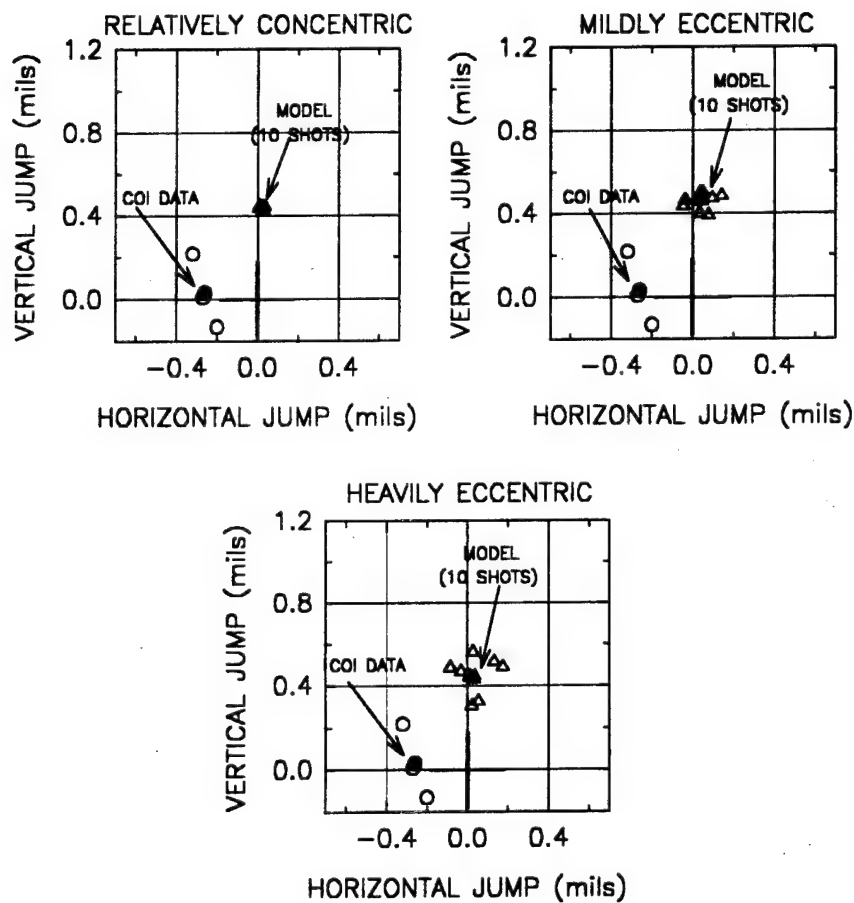 RELATIVELY CONCENTRIC
VERTICAL JUMP (mils)
1.2
0.8
0.4
0.0
MODEL
(10 SHOTS)
COI DATA
-0.4 0.0 0.4
HORIZONTAL JUMP (mils)
MILDLY ECCENTRIC
VERTICAL JUMP (mils)
1.2
0.8
0.4
0.0
MODEL
(10 SHOTS)
COI DATA
-0.4 0.0 0.4
HORIZONTAL JUMP (mils)
HEAVILY ECCENTRIC
VERTICAL JUMP (mils)
1.2
0.8
0.4
0.0
MODEL
(10 SHOTS)
COI DATA
-0.4 0.0 0.4
HORIZONTAL JUMP (mils)